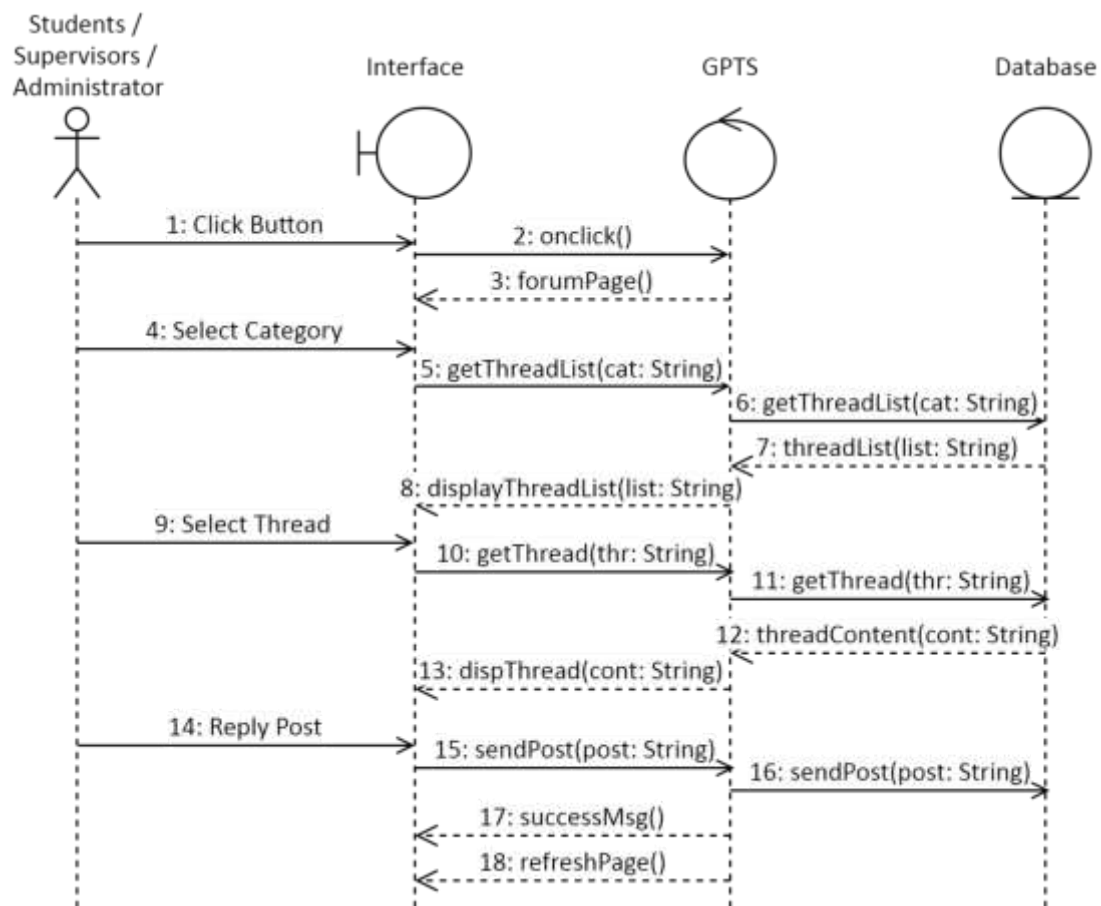 Students /
Supervisors /
Administrator
Interface
GPTS
Database
1: Click Button
2: onclick()
3: forumPage()
4: Select Category
5: getThreadList(cat: String)
6: getThreadList(cat: String)
7: threadList(list: String)
8: displayThreadList(list: String)
9: Select Thread
10: getThread(thr: String)
11: getThread(thr: String)
12: threadContent(cont: String)
13: dispThread(cont: String)
14: Reply Post
15: sendPost(post: String)
16: sendPost(post: String)
17: successMsg()
18: refreshPage()